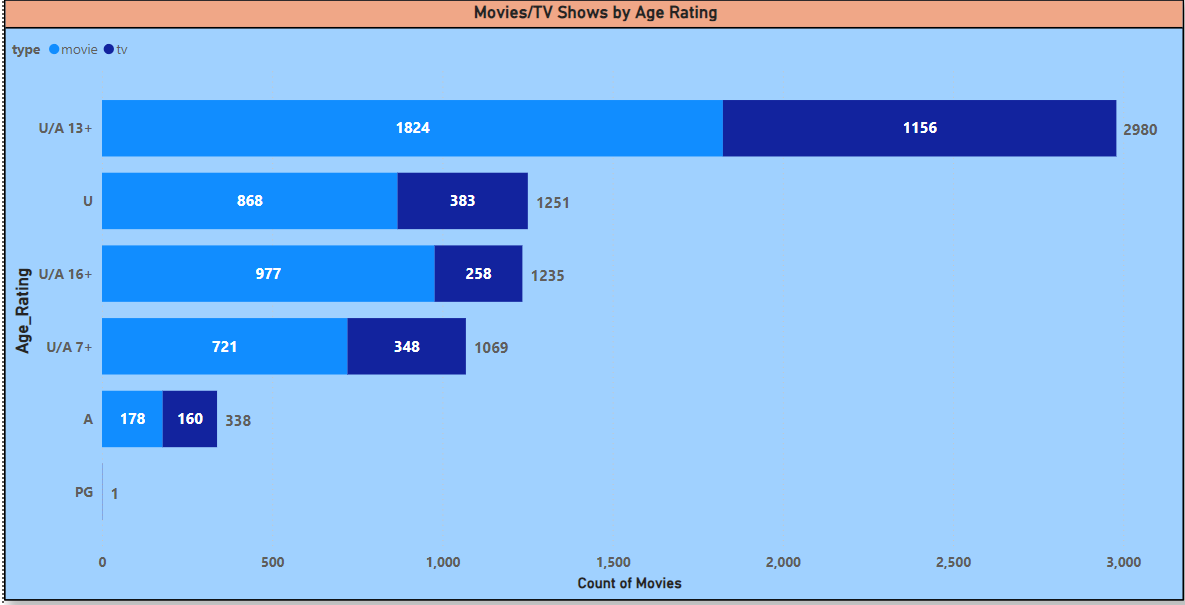 Movies/TV Shows by Age Rating
type movie tv
U/A 13+ 1824 1156 2980
U 868 383 1251
U/A 16+ 977 258 1235
U/A 7+ 721 348 1069
A 178 160 338
PG 1
Age_Rating
0 500 1,000 1,500 2,000 2,500 3,000
Count of Movies